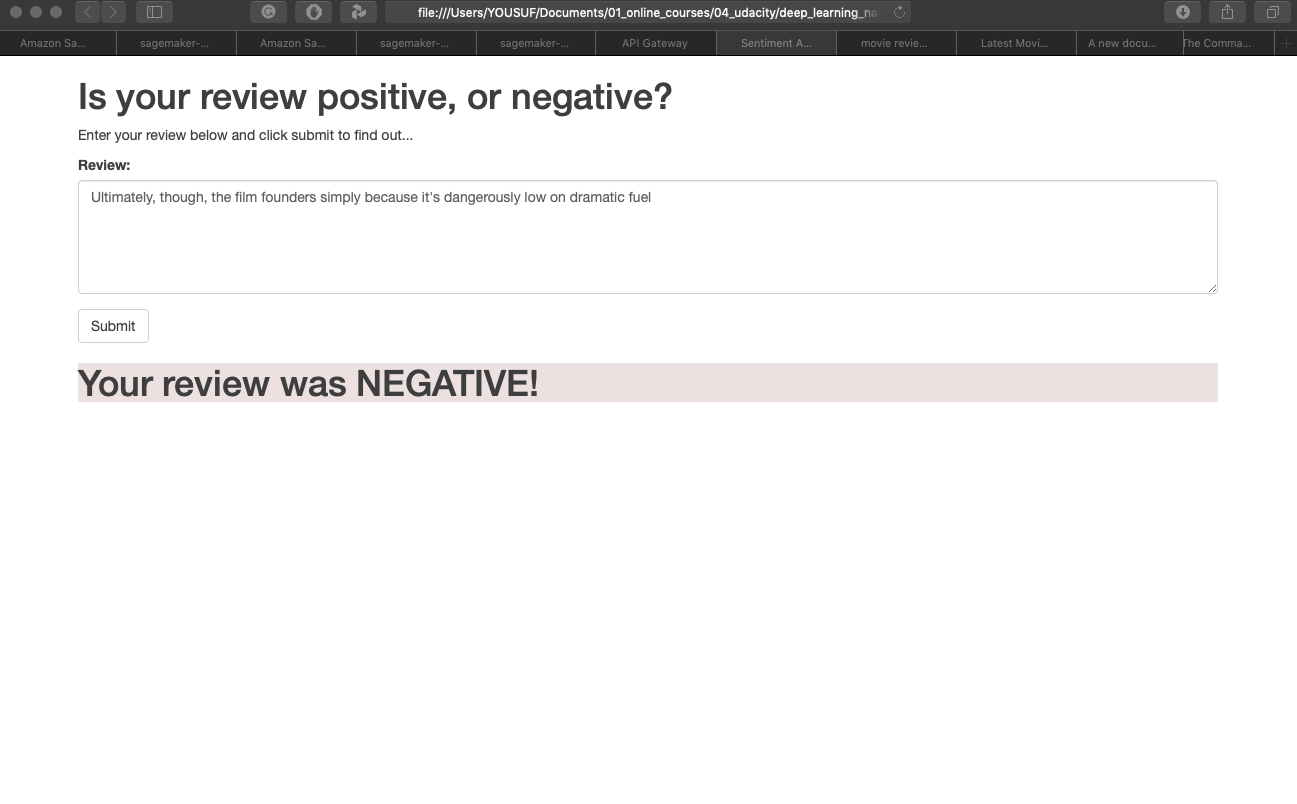 file:///Users/YOUSUF/Documents/01_online_courses/04_udacity/deep_learning_na
Amazon Sa... sagemaker-... Amazon Sa... sagemaker-... sagemaker-... API Gateway Sentiment A... movie revie... Latest Movi... A new docu... The Comma...
Is your review positive, or negative?
Enter your review below and click submit to find out...
Review:
Ultimately, though, the film founders simply because it's dangerously low on dramatic fuel
Submit
Your review was NEGATIVE!